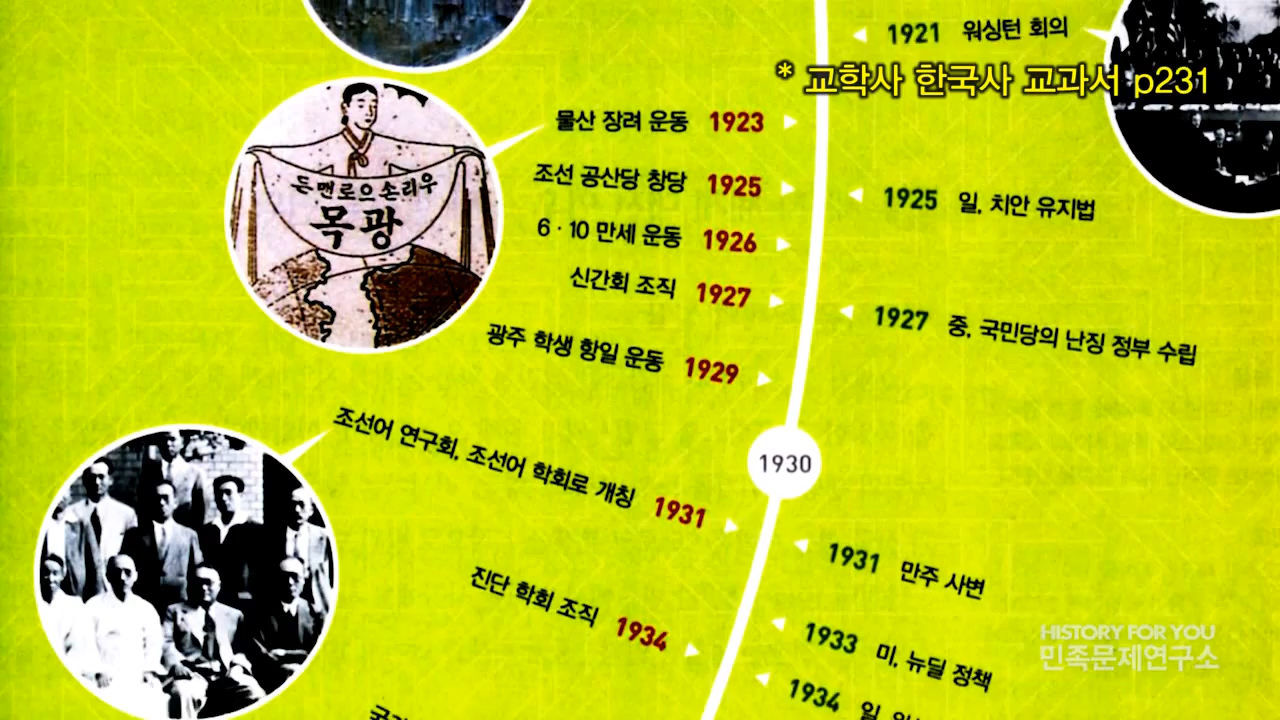 1921 워싱턴 회의
* 교학사 한국사 교과서 p231
물산 장려 운동 1923
조선 공산당 창당 1925
1925 일, 치안 유지법
6·10 만세 운동 1926
신간회 조직 1927
1927 중, 국민당의 난징 정부 수립
광주 학생 항일 운동 1929
든맨로으손리우
목광
1930
조선어 연구회, 조선어 학회로 개칭 1931
1931 만주 사변
진단 학회 조직 1934
1933 미, 뉴딜 정책
1934 일,
HISTORY FOR YOU
민족문제연구소